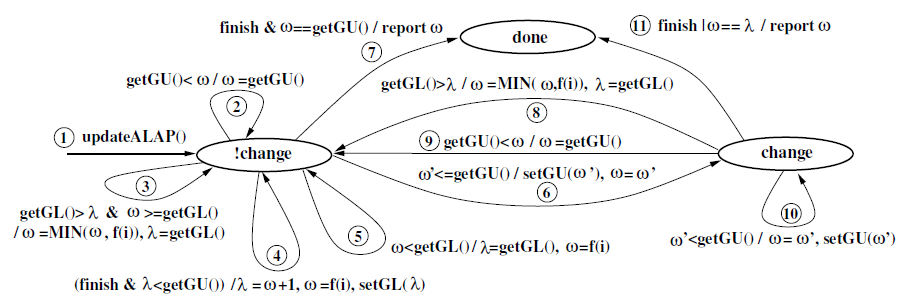 finish & ω==getGU() / report ω
7
done
11 finish | ω== λ / report ω
getGU()< ω / ω =getGU()
2
getGL()>λ / ω =MIN( ω,f(i)), λ =getGL()
8
1 updateALAP()
!change
9 getGU()<ω / ω =getGU()
change
3
ω'<=getGU() / setGU(ω'), ω= ω'
6
getGL()> λ & ω >=getGL()
/ ω=MIN(ω, f(i)), λ=getGL()
4
5
10
ω<getGL() / λ=getGL(), ω=f(i)
ω'<getGU() / ω= ω', setGU(ω')
(finish & λ<getGU()) / λ =ω+1, ω=f(i), setGL(λ)